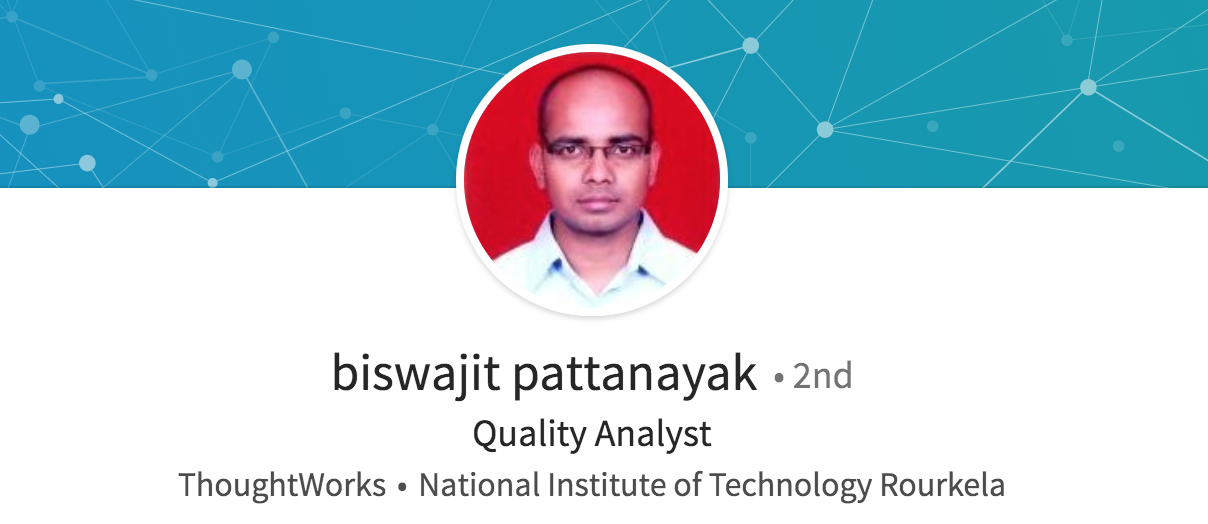 biswajit pattanayak • 2nd
Quality Analyst
ThoughtWorks • National Institute of Technology Rourkela